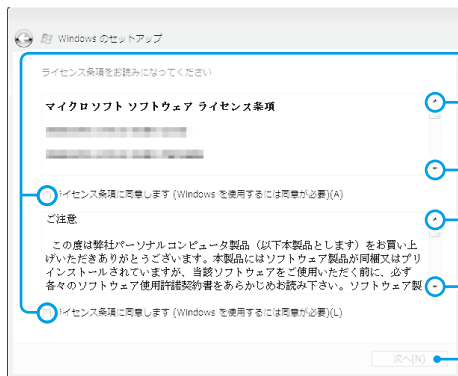 Windows のセットアップ
ライセンス条項をお読みになってください
マイクロソフト ソフトウェア ライセンス条項
ライセンス条項に同意します (Windows を使用するには同意が必要)(A)
ご注意
この度は弊社パーソナルコンピュータ製品（以下本製品とします）をお買い上
げいただきありがとうございます。本製品にはソフトウェア製品が同梱又はプリ
インストールされていますが、当該ソフトウェアをご使用いただく前に、必ず
各々のソフトウェア使用許諾契約書をあらかじめお読み下さい。ソフトウェア製
ライセンス条項に同意します (Windows を使用するには同意が必要)(L)
次へ(N)